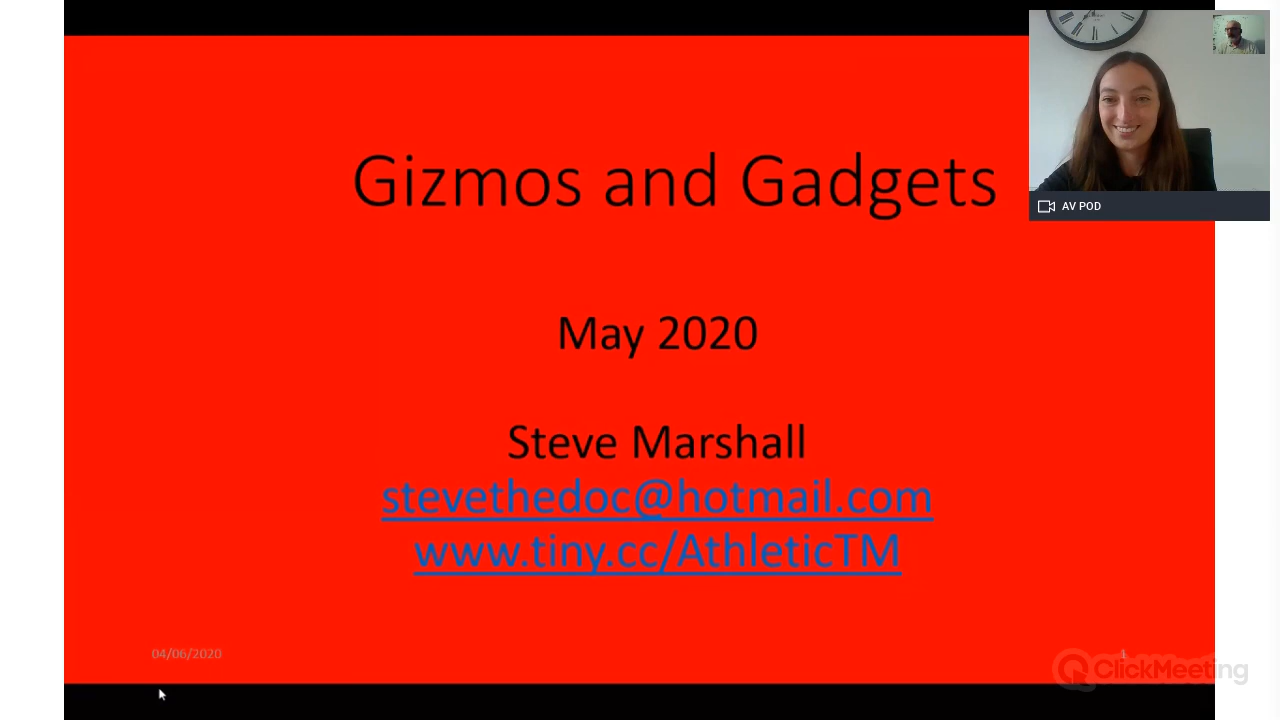 Gizmos and Gadgets
AV POD
May 2020
Steve Marshall
stevethedoc@hotmail.com
www.tiny.cc/AthleticTM
04/06/2020
1
ClickMeeting